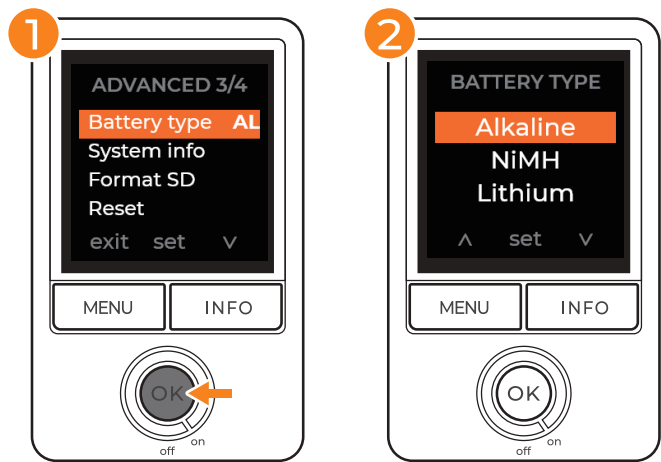 1
ADVANCED 3/4
Battery type AL
System info
Format SD
Reset
exit set v
MENU INFO
OK
off on
2
BATTERY TYPE
Alkaline
NiMH
Lithium
^ set v
MENU INFO
OK
off on